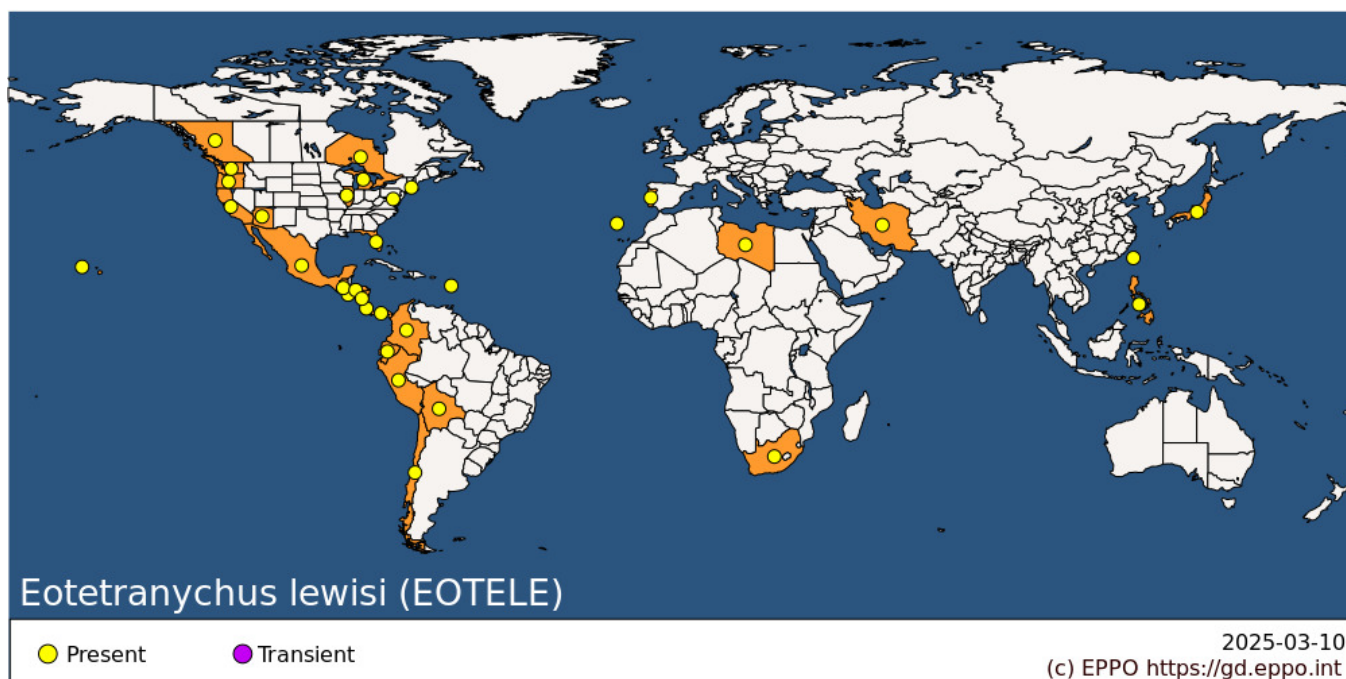 Eotetranychus lewisi (EOTELE)
Present
Transient
2025-03-10
(c) EPPO https://gd.eppo.int